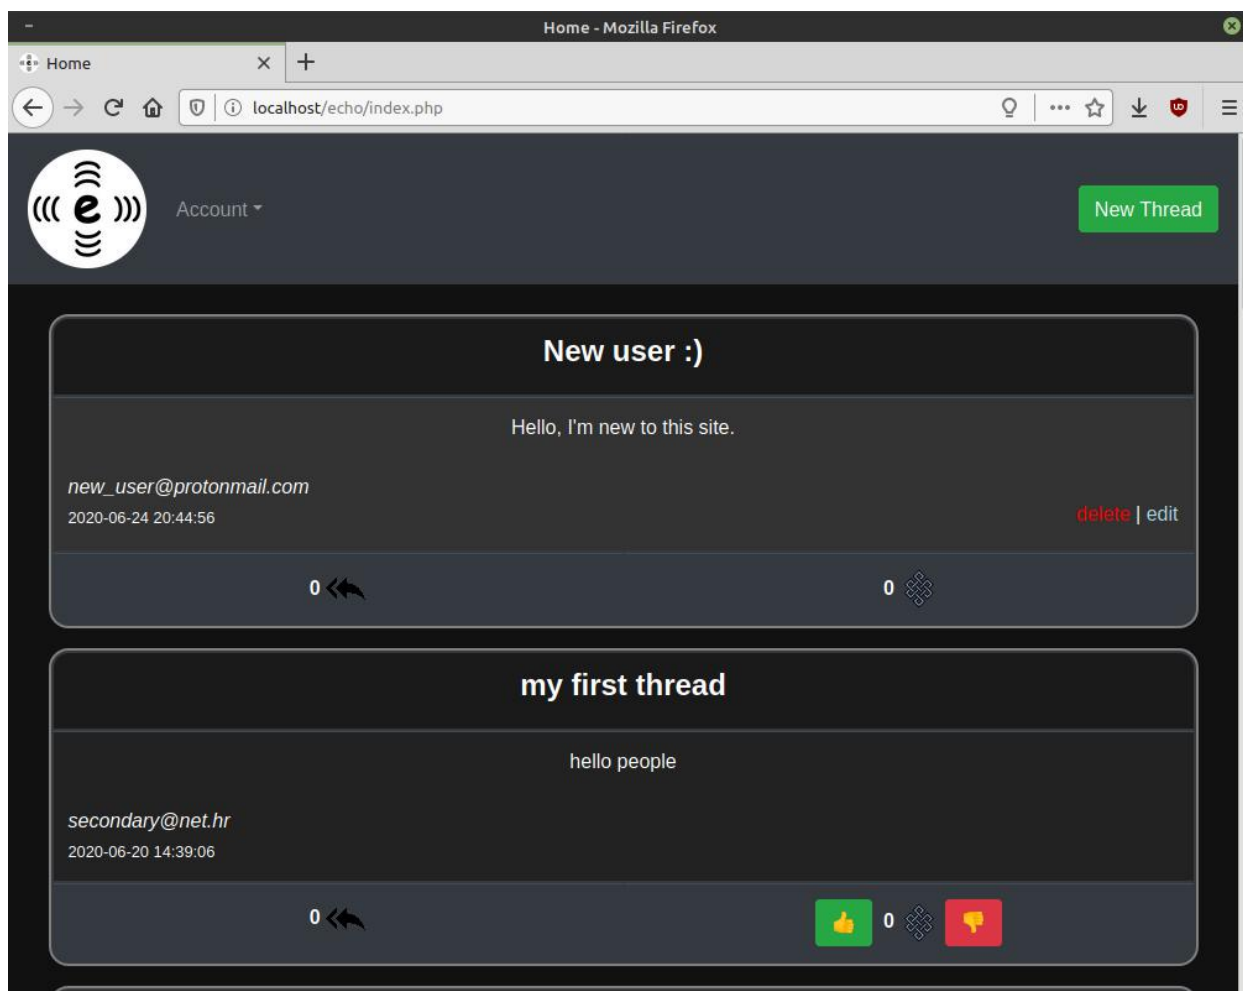 Home - Mozilla Firefox
Home
localhost/echo/index.php
((( e )))
Account
New Thread
New user :)
Hello, I'm new to this site.
new_user@protonmail.com
2020-06-24 20:44:56
delete | edit
0
0
my first thread
hello people
secondary@net.hr
2020-06-20 14:39:06
0
0